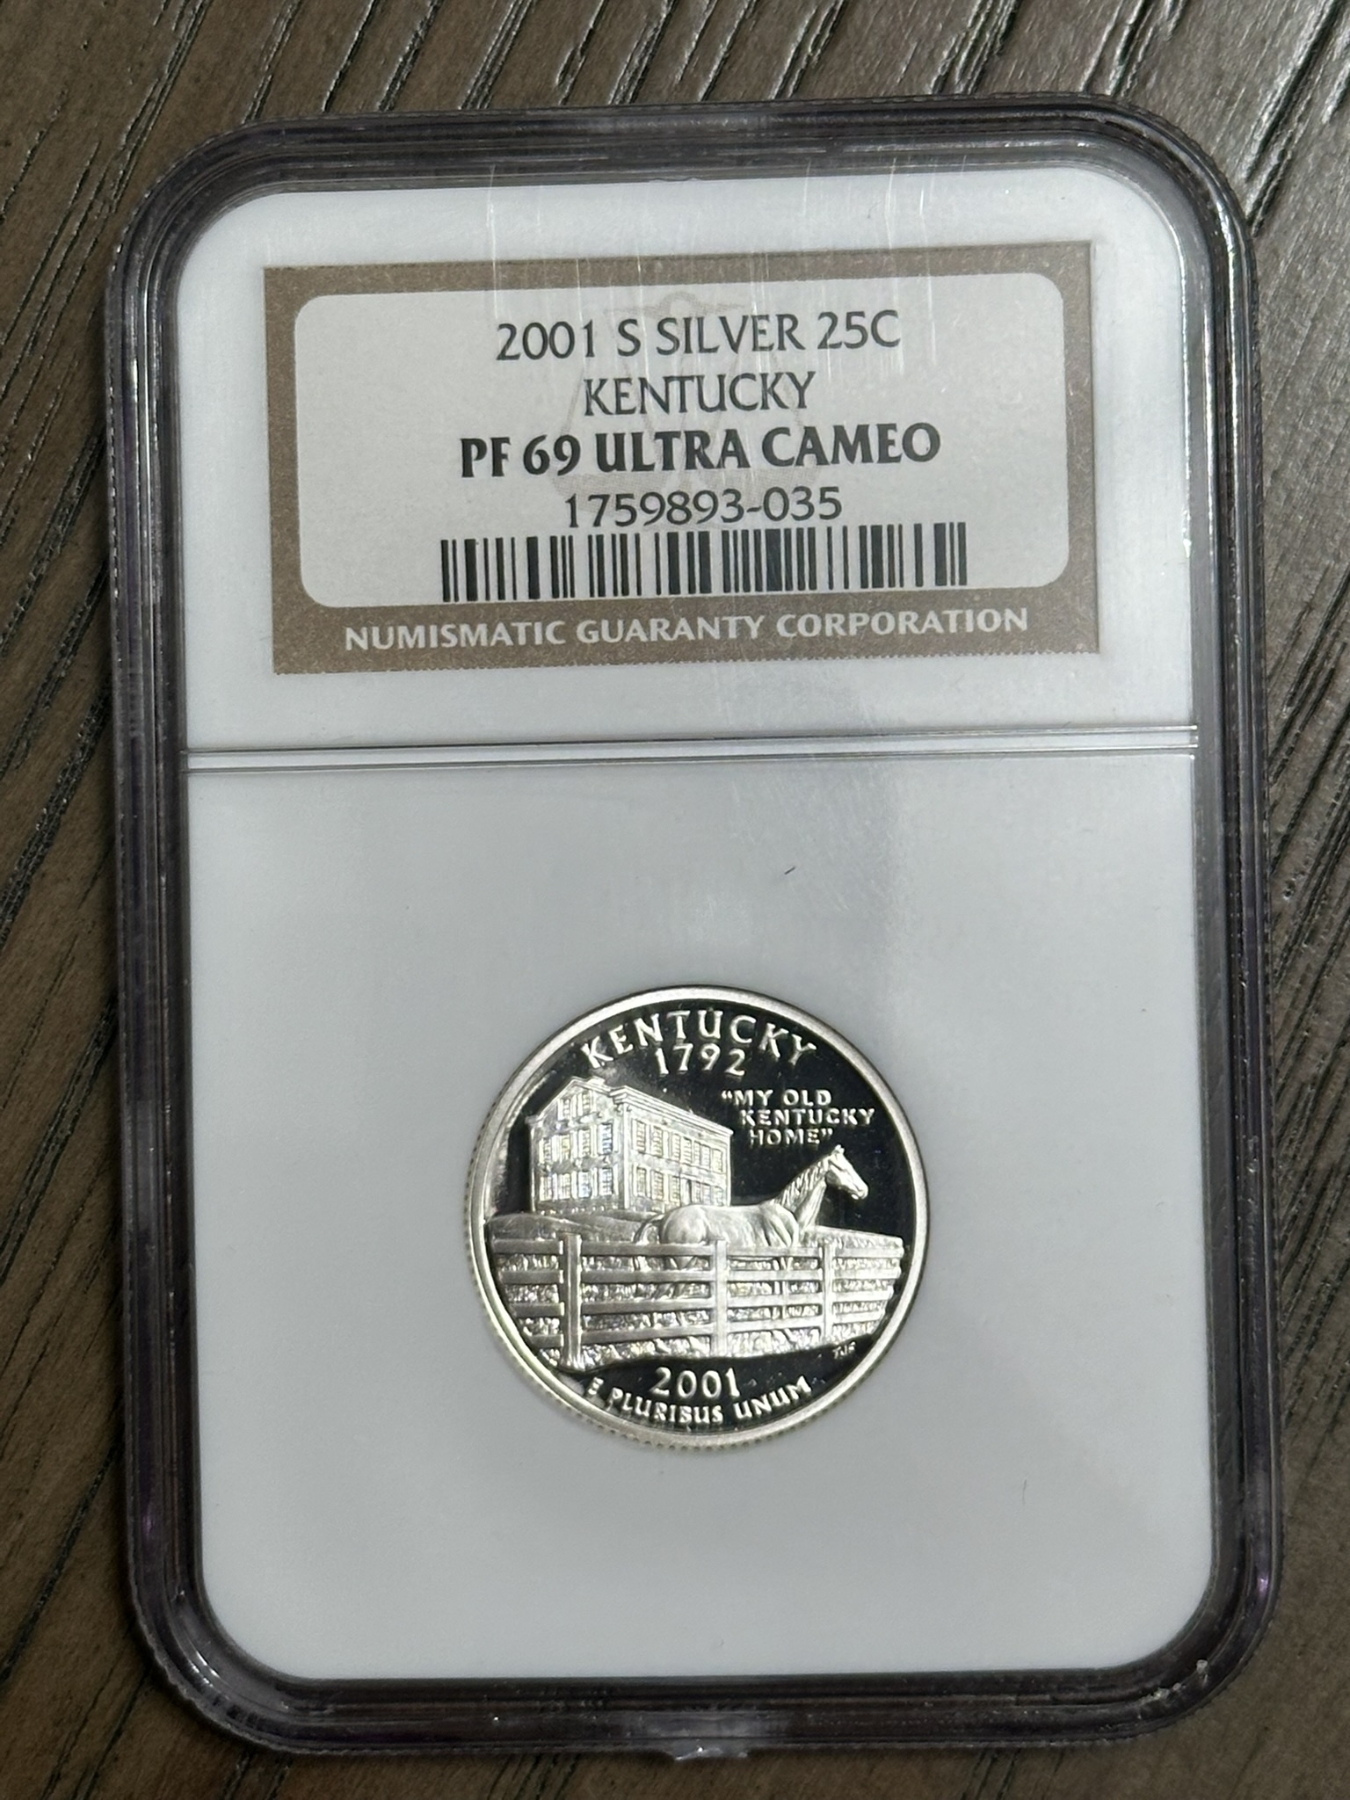 2001 S SILVER 25C
KENTUCKY
PF 69 ULTRA CAMEO
1759893-035
NUMISMATIC GUARANTY CORPORATION
KENTUCKY
1792
"MY OLD
KENTUCKY
HOME"
TJF
2001
E PLURIBUS UNUM